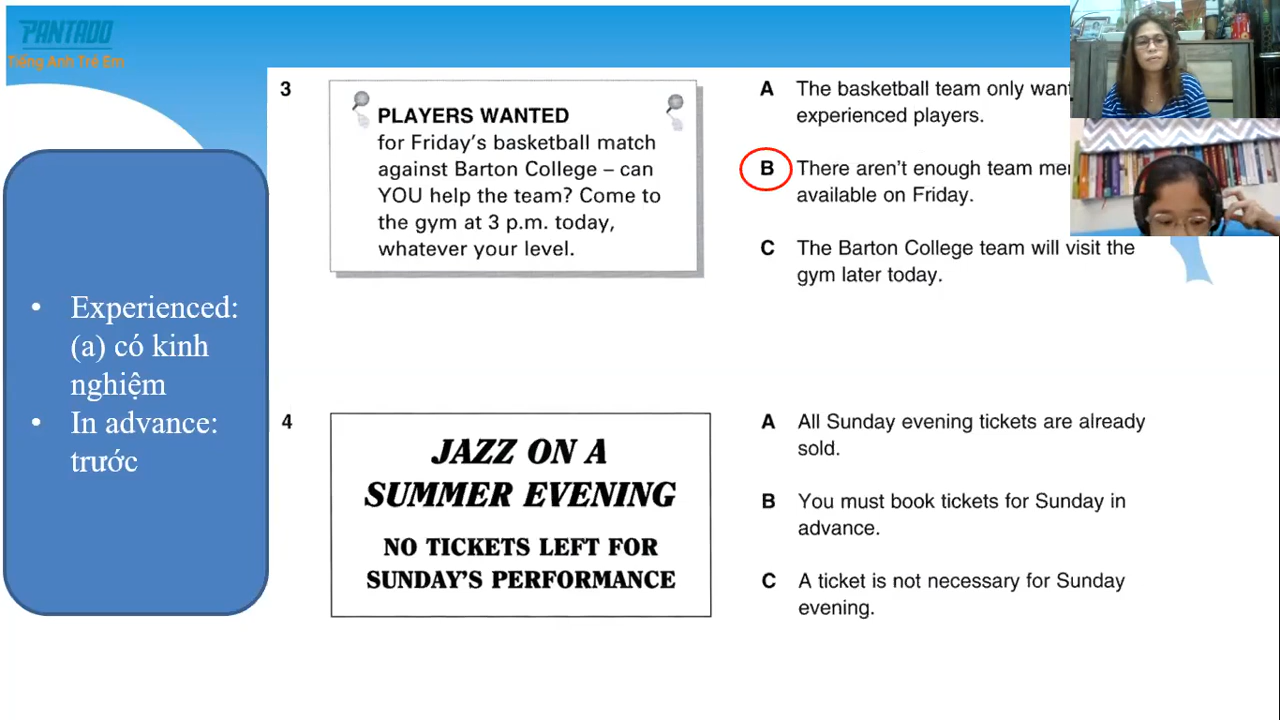 PANTADO
Tiếng Anh Trẻ Em
• Experienced:
(a) có kinh
nghiệm
• In advance:
trước
3
PLAYERS WANTED
for Friday's basketball match
against Barton College – can
YOU help the team? Come to
the gym at 3 p.m. today,
whatever your level.
A The basketball team only
experienced players.
B There aren't enough team
available on Friday.
C The Barton College team will visit the
gym later today.
4
JAZZ ON A
SUMMER EVENING
NO TICKETS LEFT FOR
SUNDAY'S PERFORMANCE
A All Sunday evening tickets are already
sold.
B You must book tickets for Sunday in
advance.
C A ticket is not necessary for Sunday
evening.